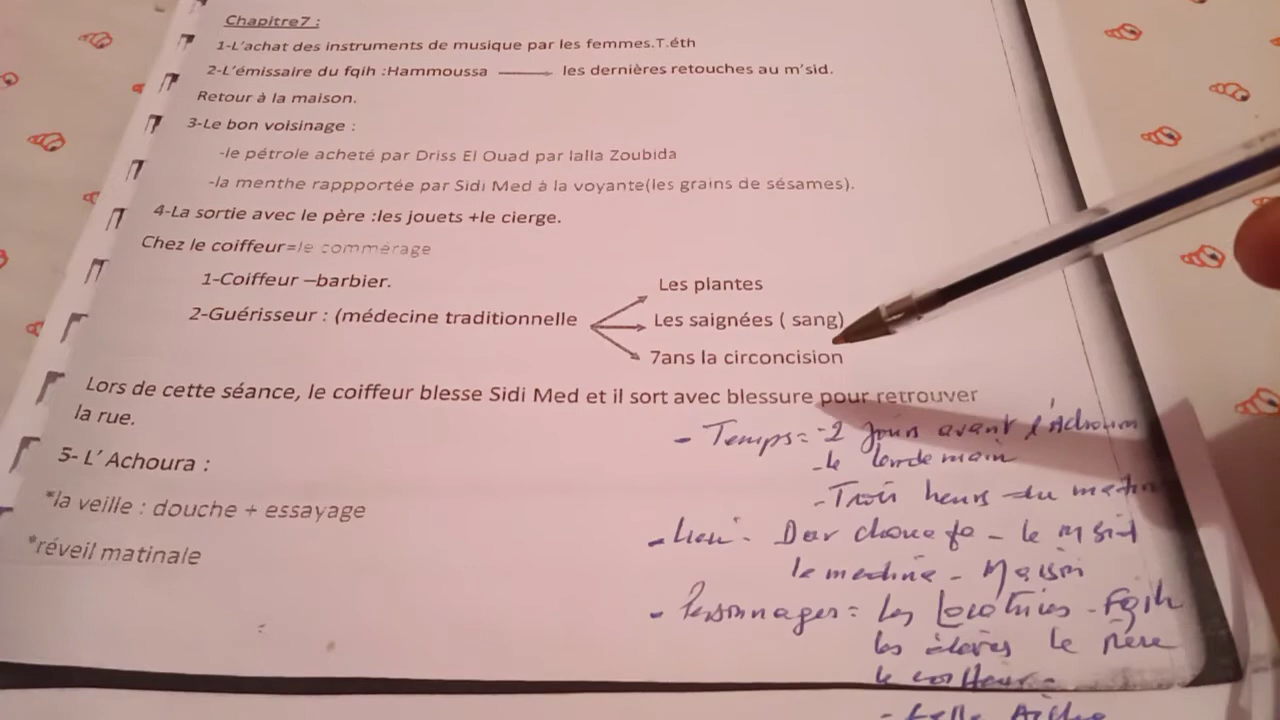 Chapitre7 :
1-L'achat des instruments de musique par les femmes.T.éth
2-L'émissaire du fqih :Hammoussa → les dernières retouches au m'sid.
Retour à la maison.
3-Le bon voisinage :
-le pétrole acheté par Driss El Ouad par lalla Zoubida
-la menthe rappportée par Sidi Med à la voyante(les grains de sésames).
4-La sortie avec le père :les jouets +le cierge.
Chez le coiffeur=le commérage
1-Coiffeur –barbier.
2-Guérisseur : (médecine traditionnelle
Les plantes
Les saignées ( sang)
7ans la circoncision
Lors de cette séance, le coiffeur blesse Sidi Med et il sort avec blessure pour retrouver
la rue.
5- L' Achoura :
*la veille : douche + essayage
*réveil matinale
- Temps= -2 jours avant l'Achoura
-le lendemain
-Trois heurs du matin
-Lieu- Dar chouafa - le Msid
la medina - Maison
- Personnages= les locatrices - Fqih
les élèves le père
le coiffeur-
- Lalla Aicha